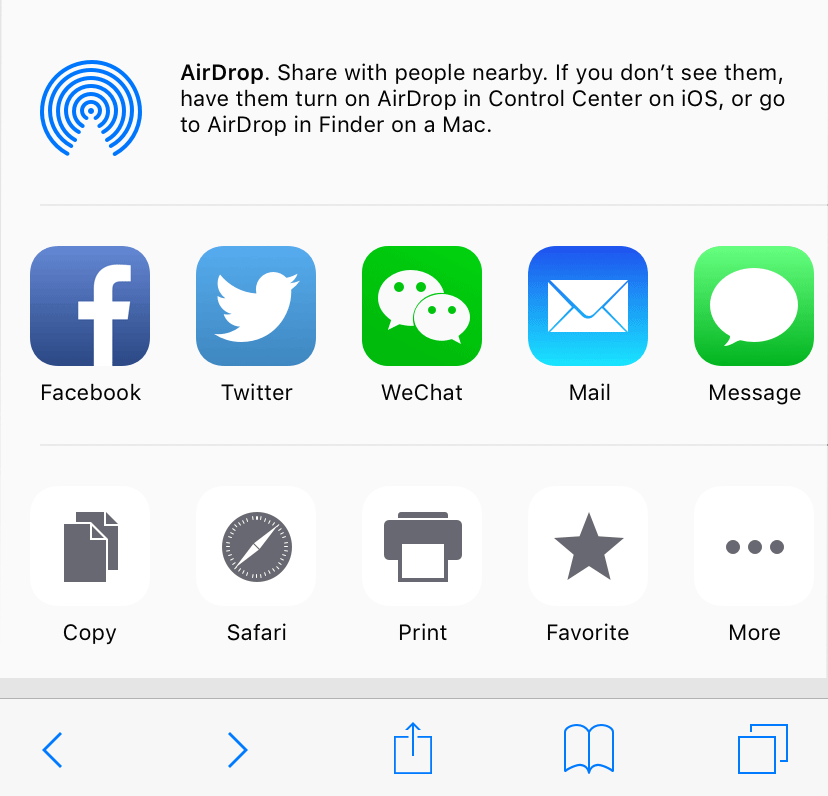 AirDrop. Share with people nearby. If you don’t see them,
have them turn on AirDrop in Control Center on iOS, or go
to AirDrop in Finder on a Mac.
Facebook
Twitter
WeChat
Mail
Message
Copy
Safari
Print
Favorite
More